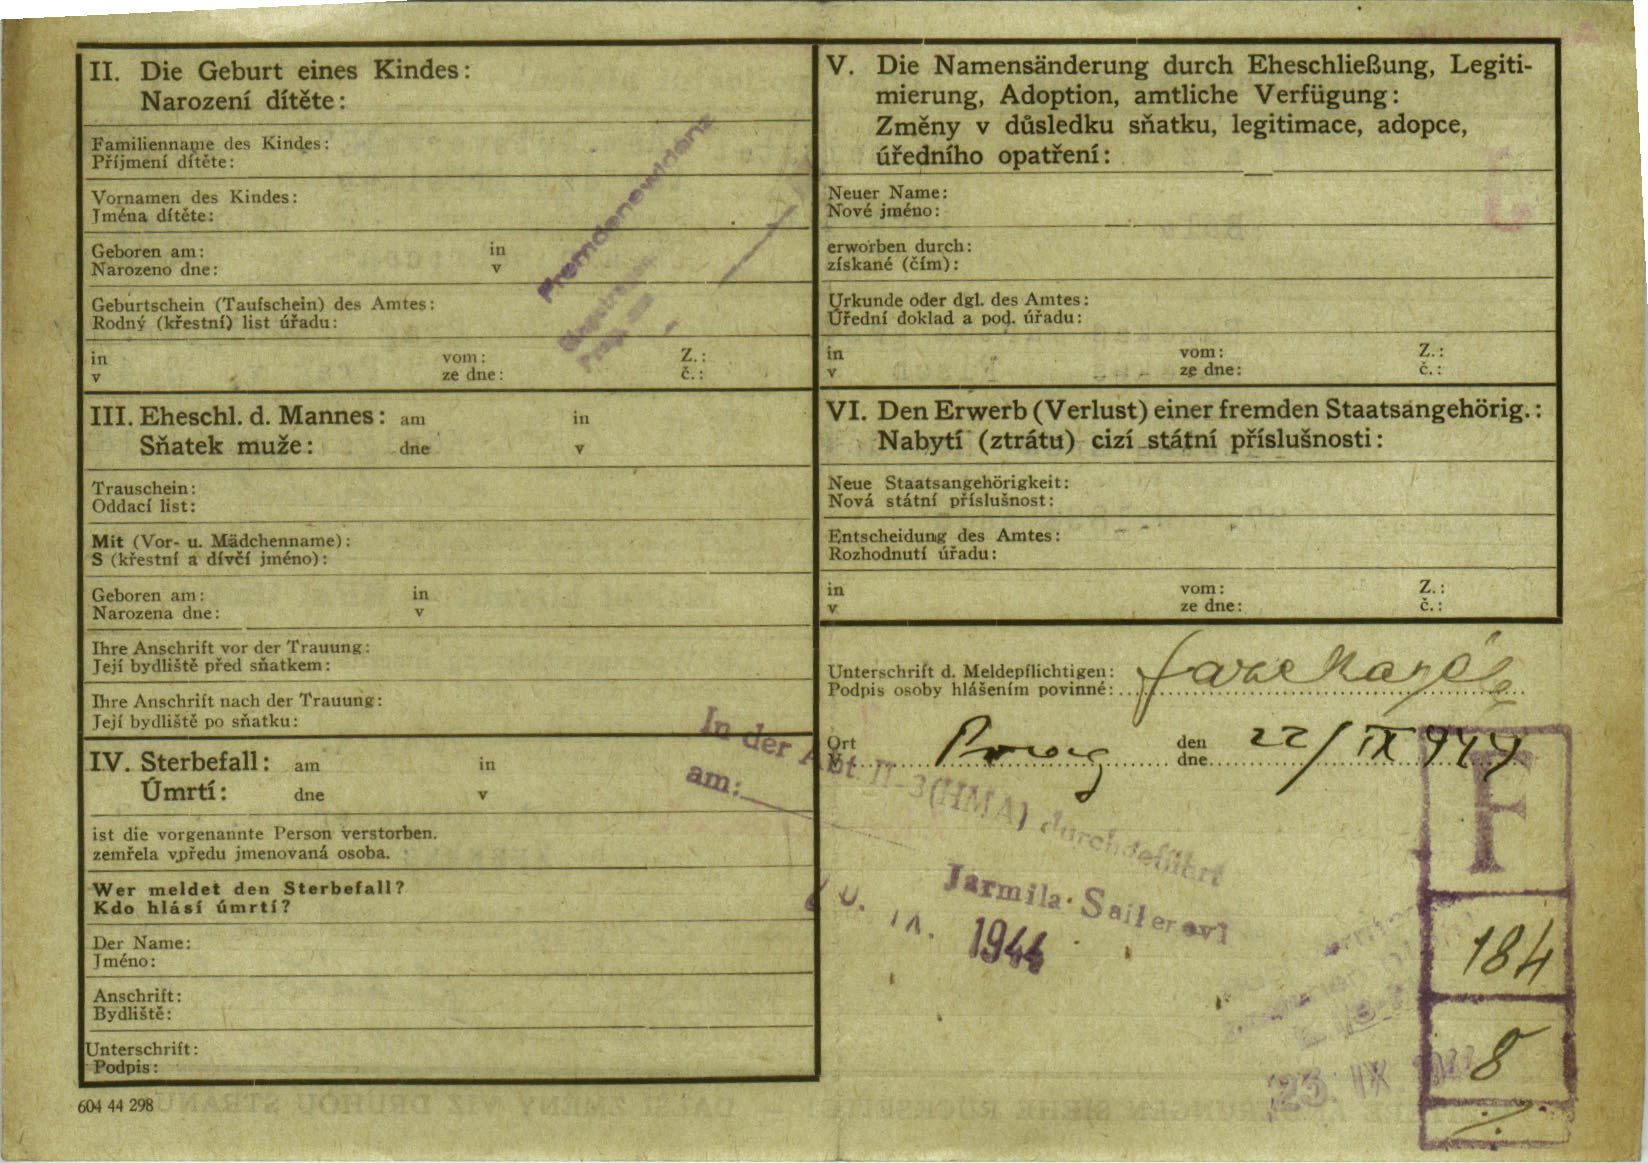 II. Die Geburt eines Kindes:
Narození dítěte:
Familienname des Kindes:
Příjmení dítěte:
Vornamen des Kindes:
Jména dítěte:
Geboren am: in
Narozeno dne: v
Geburtschein (Taufschein) des Amtes:
Rodný (křestní) list úřadu:
in vom: Z.:
v ze dne: č.:
Fremdenevidenz
III. Eheschl. d. Mannes: am in
Sňatek muže: dne v
Trauschein:
Oddací list:
Mit (Vor- u. Mädchenname):
S (křestní a dívčí jméno):
Geboren am: in
Narozena dne: v
Ihre Anschrift vor der Trauung:
Její bydliště před sňatkem:
Ihre Anschrift nach der Trauung:
Její bydliště po sňatku:
IV. Sterbefall: am in
Úmrtí: dne v
ist die vorgenannte Person verstorben.
zemřela vpředu jmenovaná osoba.
Wer meldet den Sterbefall?
Kdo hlásí úmrtí?
Der Name:
Jméno:
Anschrift:
Bydliště:
Unterschrift:
Podpis:
604 44 298
V. Die Namensänderung durch Eheschließung, Legiti-
mierung, Adoption, amtliche Verfügung:
Změny v důsledku sňatku, legitimace, adopce,
úředního opatření:
Neuer Name:
Nové jméno:
erworben durch:
získané (čím):
Urkunde oder dgl. des Amtes:
Úřední doklad a pod. úřadu:
in vom: Z.:
v ze dne: č.:
VI. Den Erwerb (Verlust) einer fremden Staatsangehörig.:
Nabytí (ztrátu) cizí státní příslušnosti:
Neue Staatsangehörigkeit:
Nová státní příslušnost:
Entscheidung des Amtes:
Rozhodnutí úřadu:
in vom: Z.:
v ze dne: č.:
Unterschrift d. Meldepflichtigen:
Podpis osoby hlášením povinné:
Ort den 22/IX 944
V dne
In der Abt. II-3(HMA) durchgeführt
am:
Jarmila Sailerovi
1944
F
184
8
23. IX.